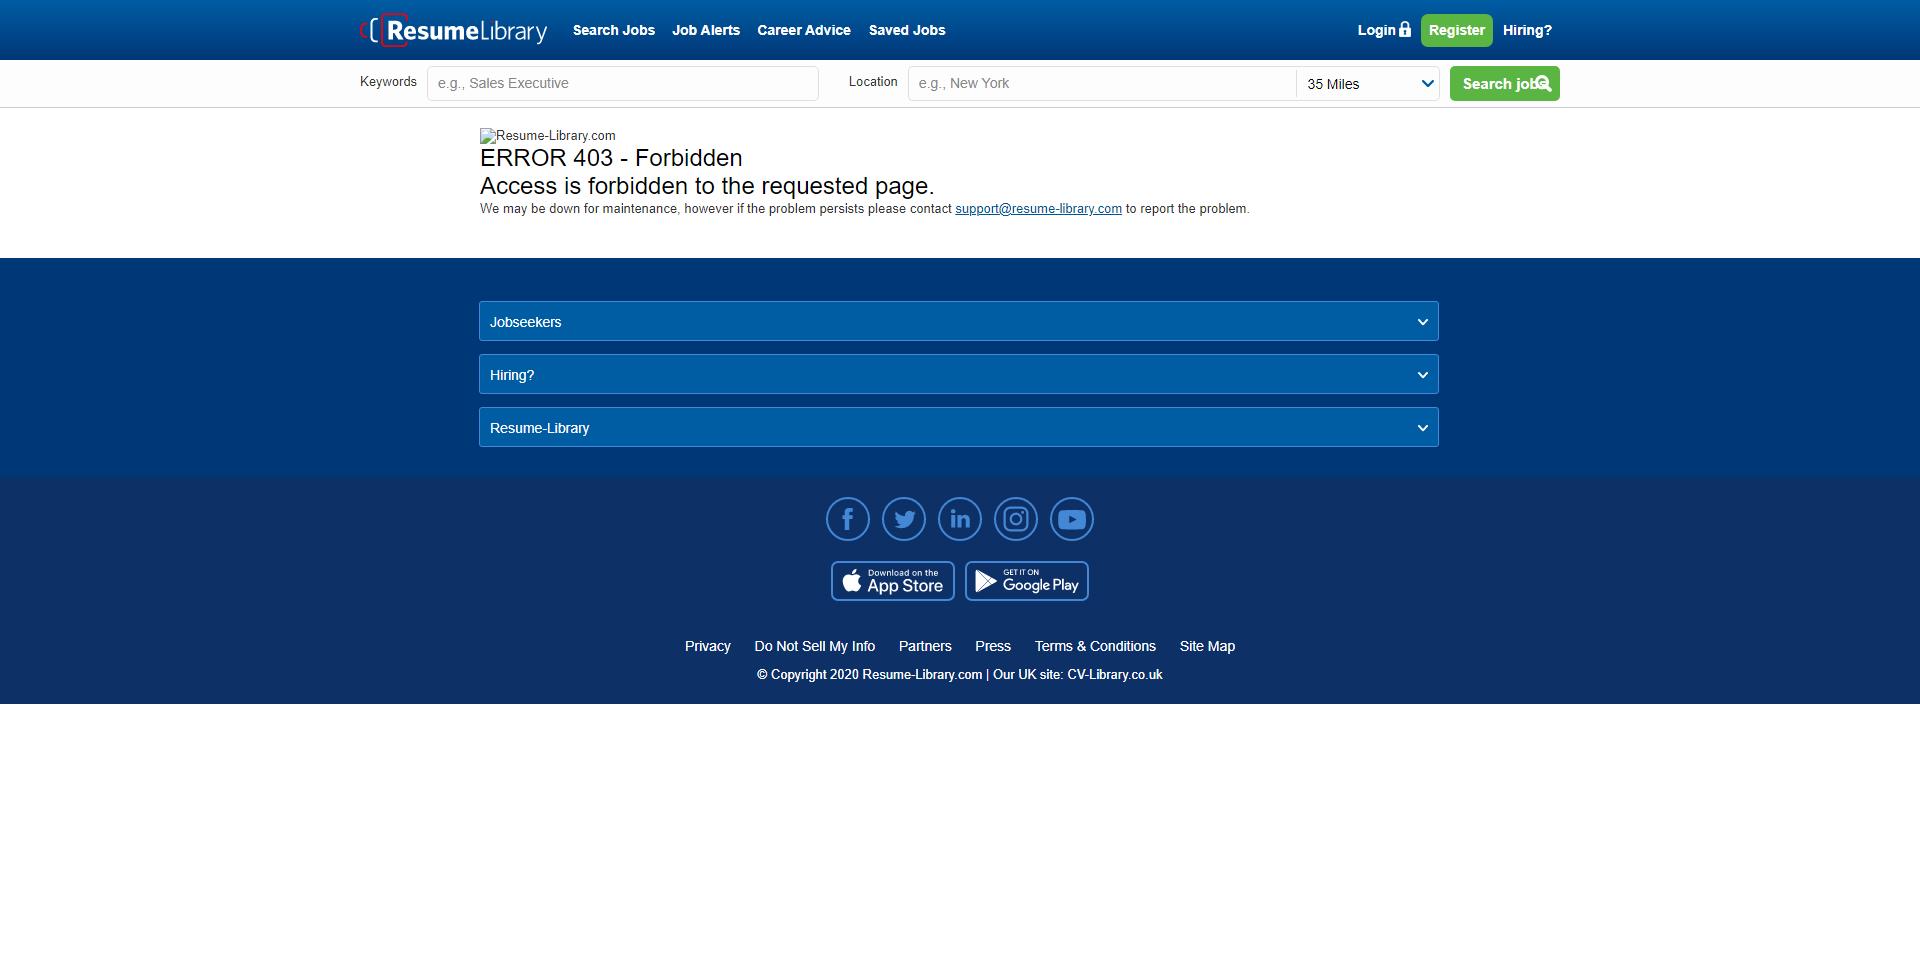 ResumeLibrary Search Jobs Job Alerts Career Advice Saved Jobs Login Register Hiring?
Keywords e.g., Sales Executive Location e.g., New York 35 Miles Search jobs
Resume-Library.com
ERROR 403 - Forbidden
Access is forbidden to the requested page.
We may be down for maintenance, however if the problem persists please contact support@resume-library.com to report the problem.
Jobseekers
Hiring?
Resume-Library
Download on the App Store GET IT ON Google Play
Privacy Do Not Sell My Info Partners Press Terms & Conditions Site Map
© Copyright 2020 Resume-Library.com | Our UK site: CV-Library.co.uk